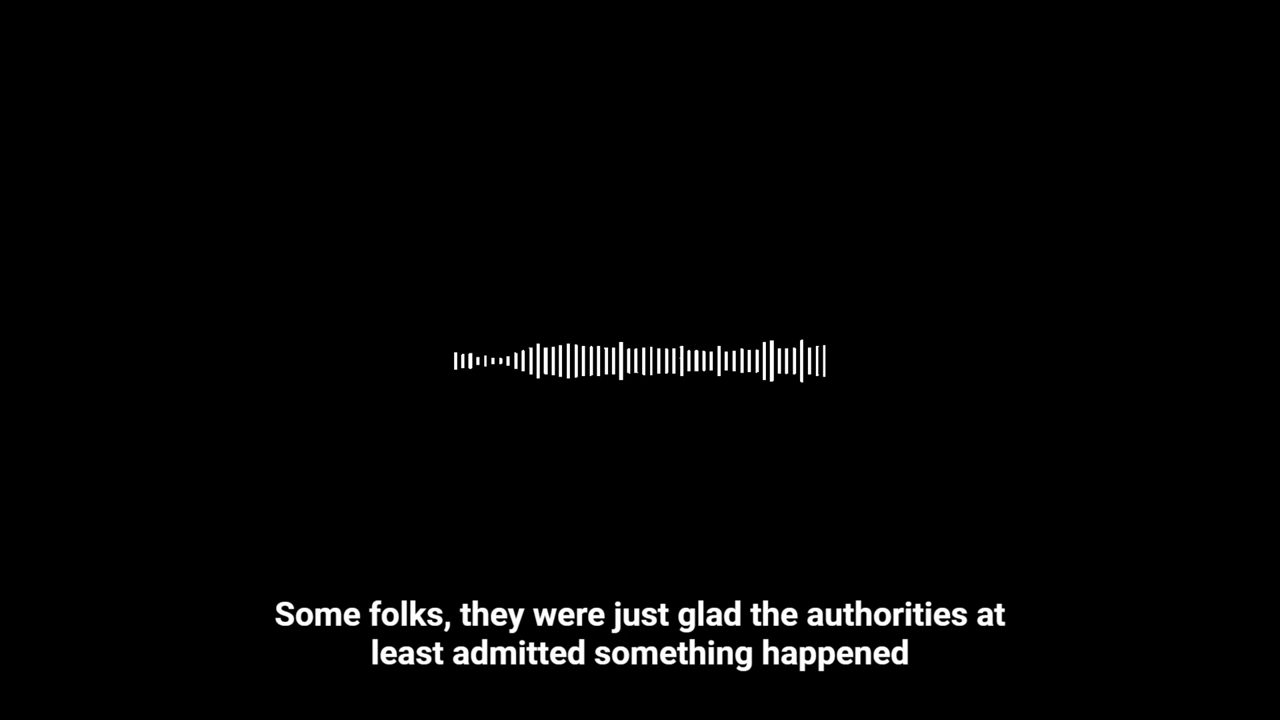 Some folks, they were just glad the authorities at
least admitted something happened